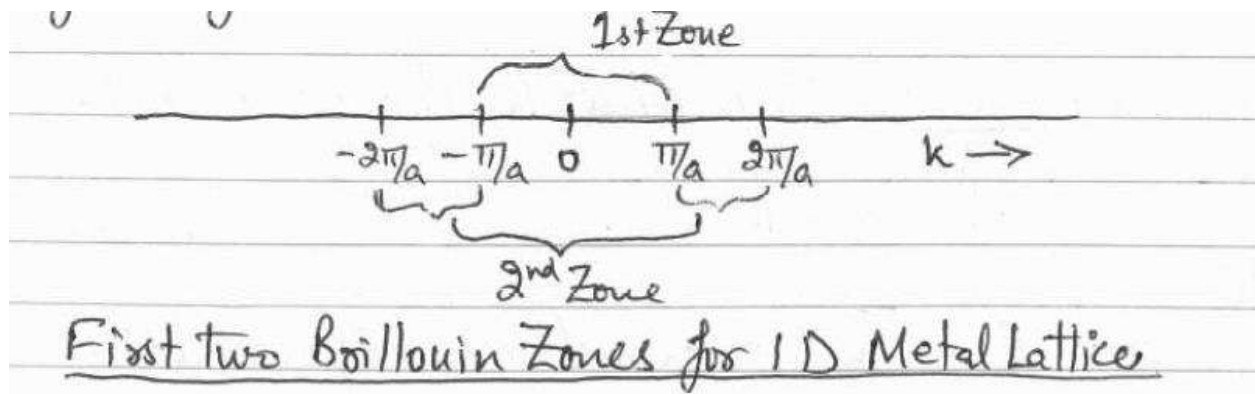 1st Zone
-2π/a -π/a 0 π/a 2π/a k →
2nd Zone
First two Brillouin Zones for 1D Metal Lattice